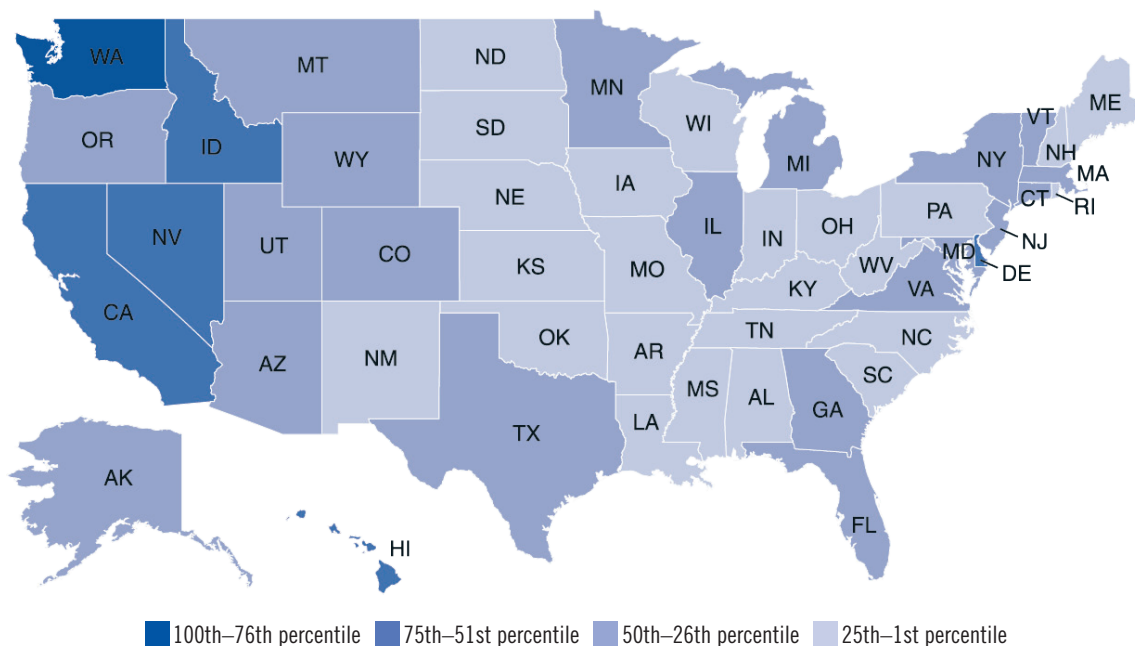 WA
MT
ND
MN
ME
VT
OR
ID
SD
WI
NH
NY
WY
MI
MA
NE
IA
CT
RI
PA
NV
UT
CO
IL
IN
OH
NJ
MD
DE
KS
MO
WV
KY
VA
CA
TN
NC
AZ
NM
OK
AR
SC
MS
AL
GA
LA
TX
AK
FL
HI
100th–76th percentile 75th–51st percentile 50th–26th percentile 25th–1st percentile